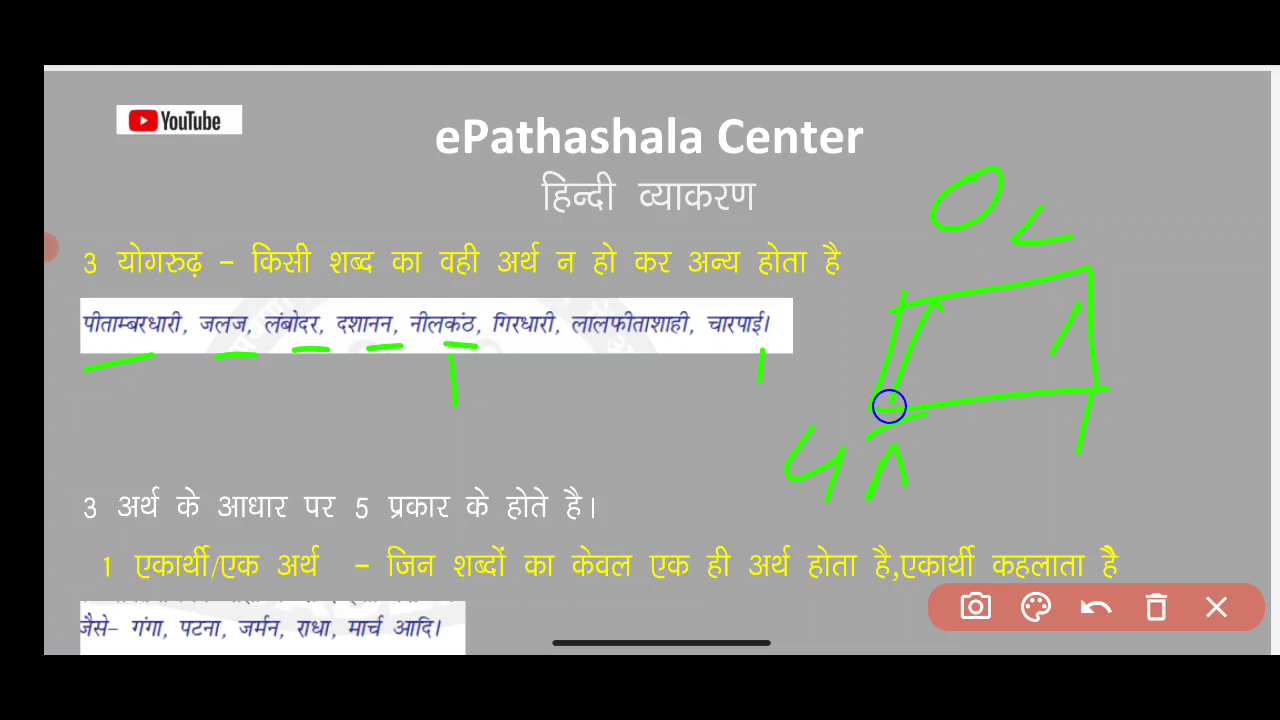 YouTube
ePathashala Center
हिन्दी व्याकरण
3 योगरुढ़ - किसी शब्द का वही अर्थ न हो कर अन्य होता है
पीताम्बरधारी, जलज, लंबोदर, दशानन, नीलकंठ, गिरधारी, लालफीताशाही, चारपाई।
4
3 अर्थ के आधार पर 5 प्रकार के होते है।
1 एकार्थी/एक अर्थ - जिन शब्दों का केवल एक ही अर्थ होता है,एकार्थी कहलाता है
जैसे- गंगा, पटना, जर्मन, राधा, मार्च आदि।